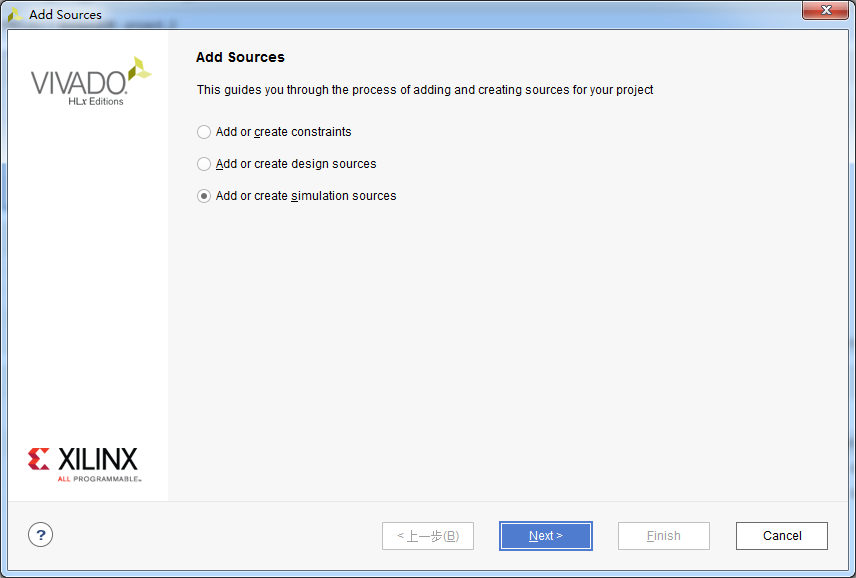 Add Sources
VIVADO.
HLx Editions
Add Sources
This guides you through the process of adding and creating sources for your project
Add or create constraints
Add or create design sources
Add or create simulation sources
XILINX
ALL PROGRAMMABLE™
?
< 上一步(B)
Next >
Finish
Cancel